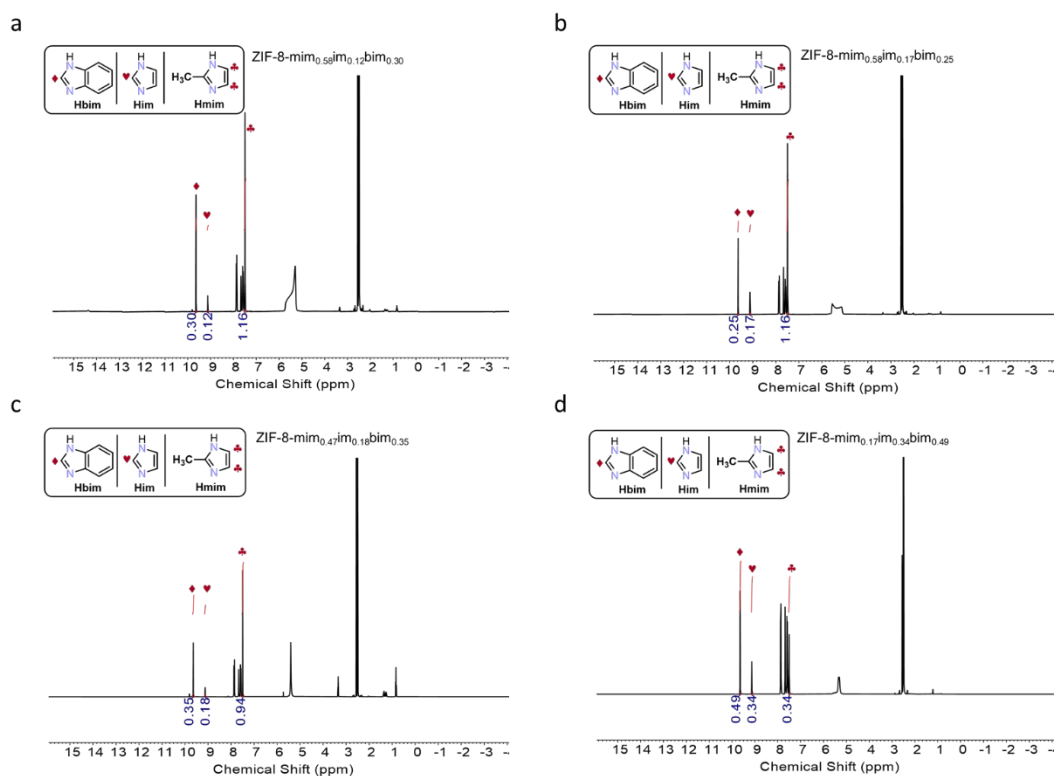 a
ZIF-8-mim0.58im0.12bim0.30
H
N
N
Hbim
H
N
N
Him
H
N
H3C
N
Hmim
0.30
0.12
1.16
15 14 13 12 11 10 9 8 7 6 5 4 3 2 1 0 -1 -2 -3 -4
Chemical Shift (ppm)
b
ZIF-8-mim0.58im0.17bim0.25
H
N
N
Hbim
H
N
N
Him
H
N
H3C
N
Hmim
0.25
0.17
1.16
15 14 13 12 11 10 9 8 7 6 5 4 3 2 1 0 -1 -2 -3 -4
Chemical Shift (ppm)
c
ZIF-8-mim0.47im0.18bim0.35
H
N
N
Hbim
H
N
N
Him
H
N
H3C
N
Hmim
0.35
0.18
0.94
15 14 13 12 11 10 9 8 7 6 5 4 3 2 1 0 -1 -2 -3 -4
Chemical Shift (ppm)
d
ZIF-8-mim0.17im0.34bim0.49
H
N
N
Hbim
H
N
N
Him
H
N
H3C
N
Hmim
0.49
0.34
0.34
15 14 13 12 11 10 9 8 7 6 5 4 3 2 1 0 -1 -2 -3 -4
Chemical Shift (ppm)